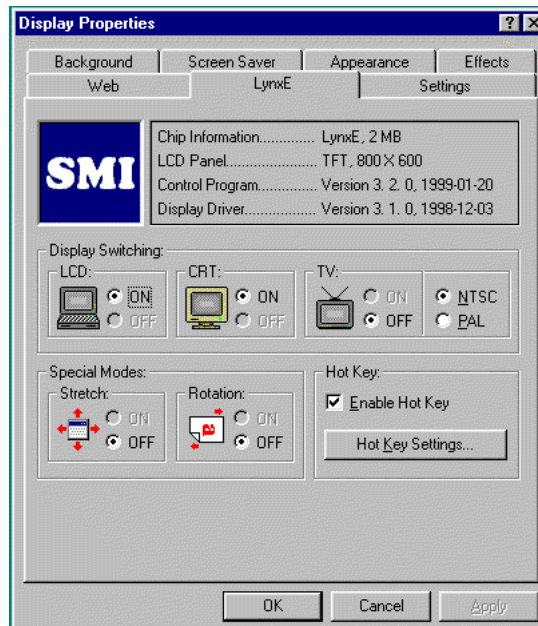 Display Properties
Background Screen Saver Appearance Effects
Web LynxE Settings
SMI
Chip Information.............. LynxE, 2 MB
LCD Panel....................... TFT, 800 X 600
Control Program............... Version 3. 2. 0, 1999-01-20
Display Driver................... Version 3. 1. 0, 1998-12-03
Display Switching:
LCD: CRT: TV:
ON ON ON NTSC
OFF OFF OFF PAL
Special Modes: Hot Key:
Stretch: Rotation:
Enable Hot Key
ON ON
OFF OFF Hot Key Settings...
OK Cancel Apply